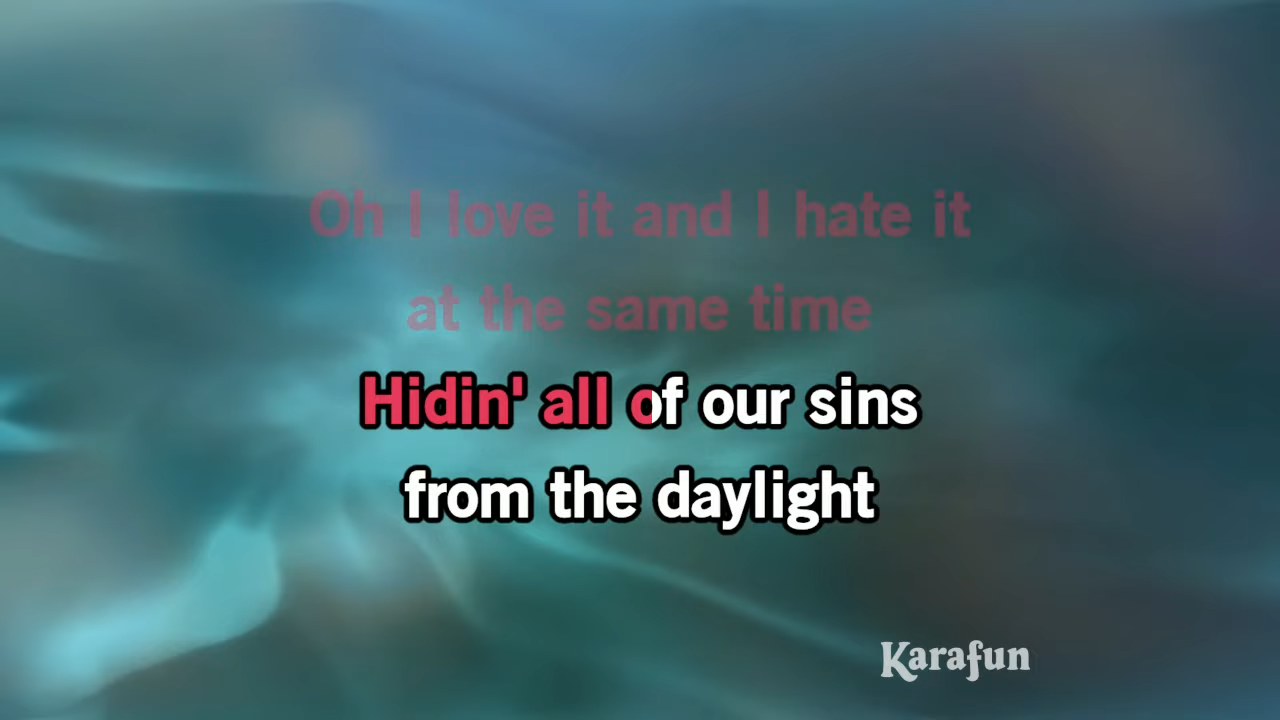 Oh I love it and I hate it
at the same time
Hidin' all of our sins
from the daylight
Karafun